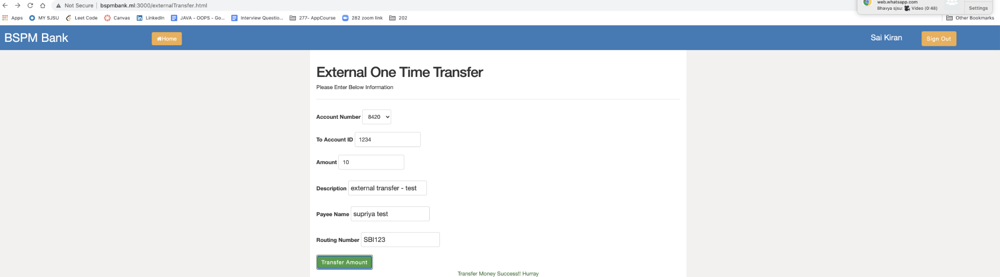 Not Secure | bspmbank.ml:3000/externalTransfer.html
web.whatsapp.com
Bhavya sjsu: 🎥 Video (0:48)
Settings
Apps MY SJSU Leet Code Canvas LinkedIn JAVA - OOPS - Go... Interview Questio... 277- AppCourse 282 zoom link 202 Other Bookmarks
BSPM Bank Home Sai Kiran Sign Out
External One Time Transfer
Please Enter Below Information
Account Number 8420
To Account ID 1234
Amount 10
Description external transfer - test
Payee Name supriya test
Routing Number SBI123
Transfer Amount
Transfer Money Success!! Hurray